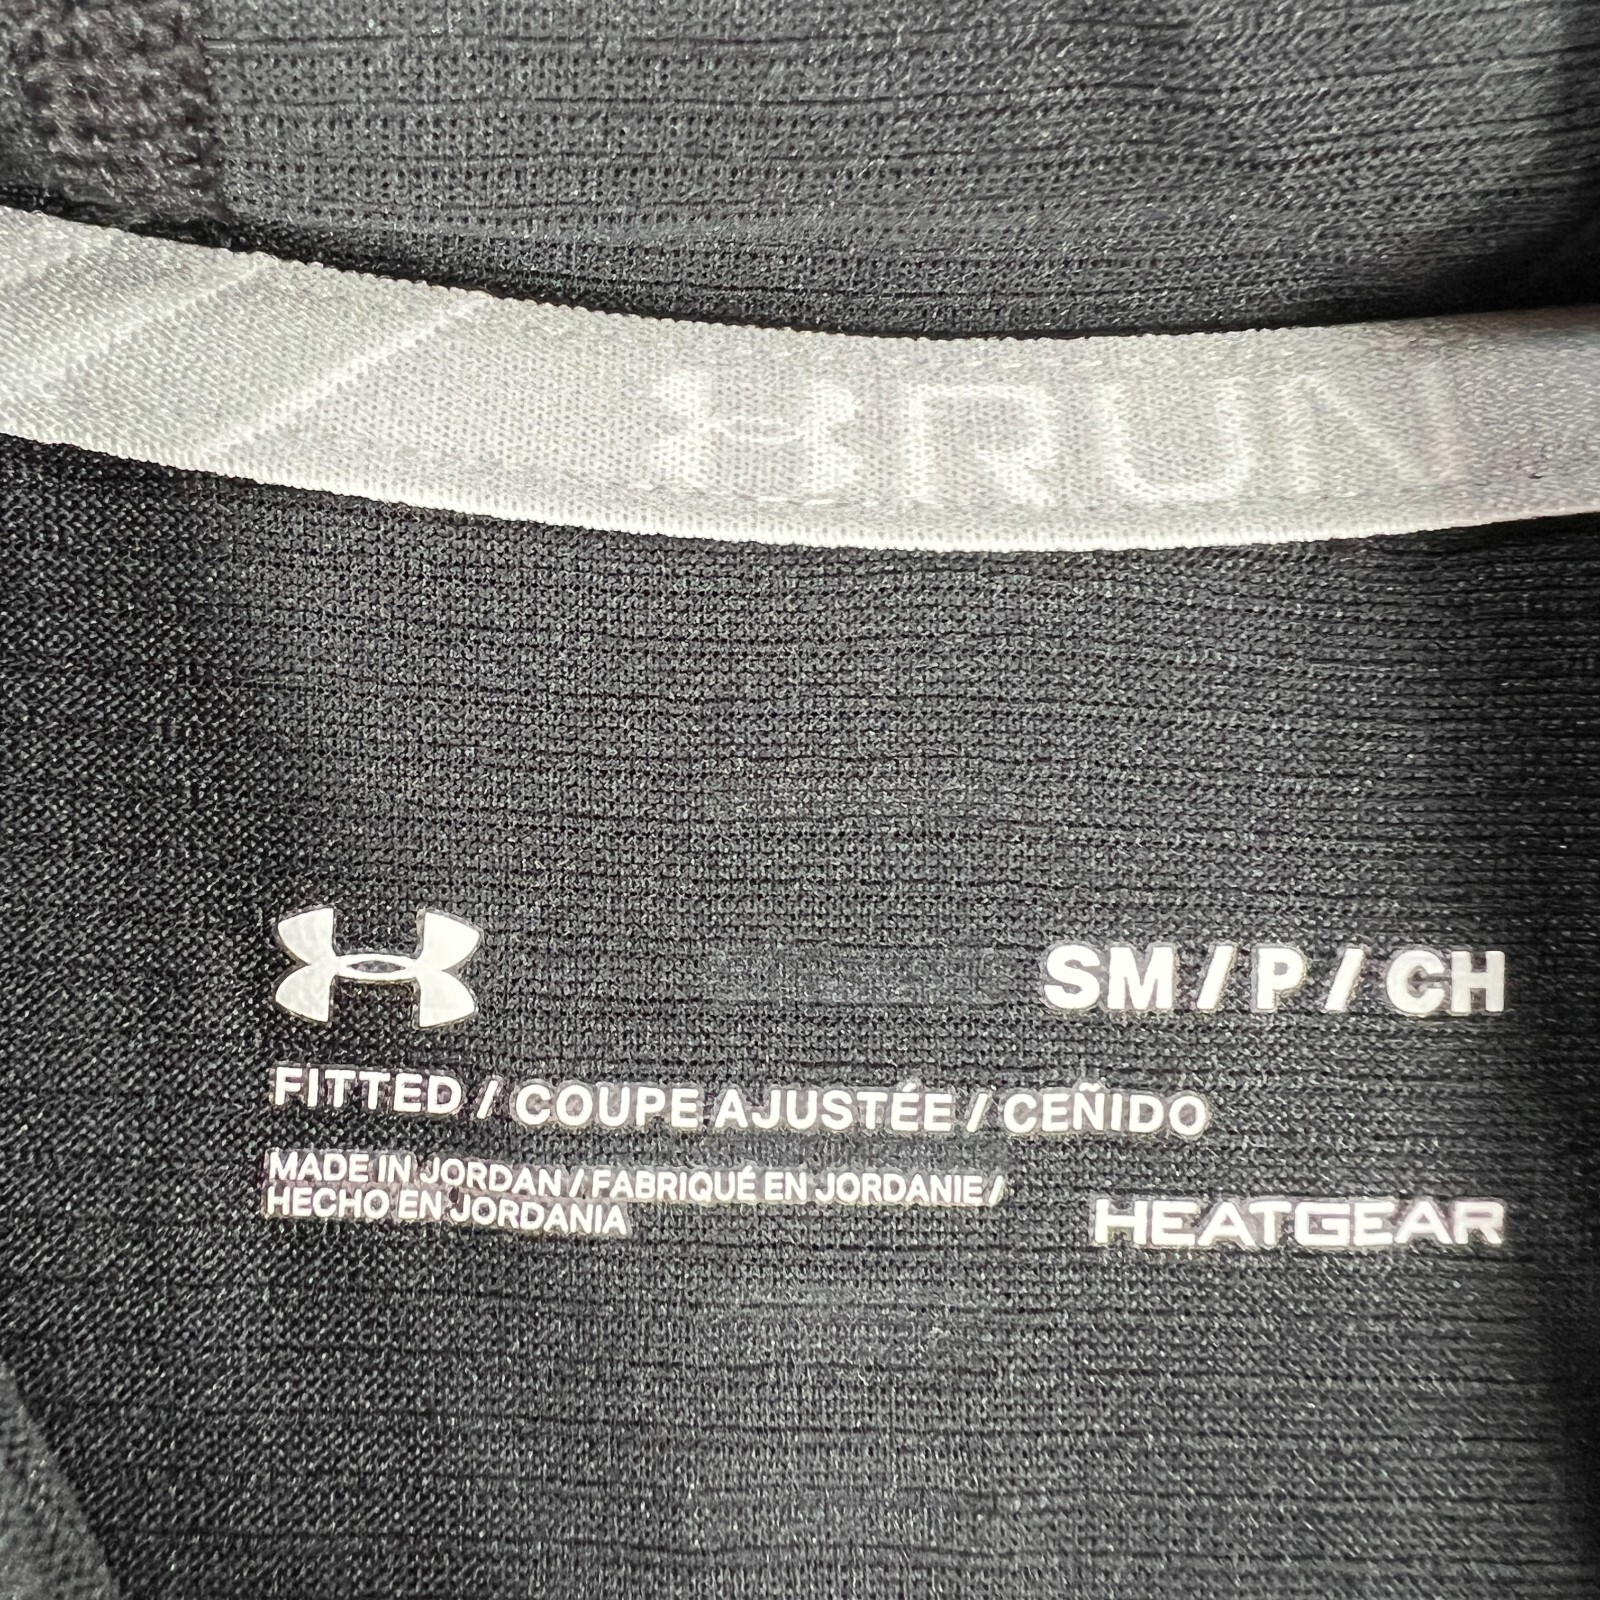 RUN
SM / P / CH
FITTED / COUPE AJUSTÉE / CEÑIDO
MADE IN JORDAN / FABRIQUÉ EN JORDANIE /
HECHO EN JORDANIA
HEATGEAR